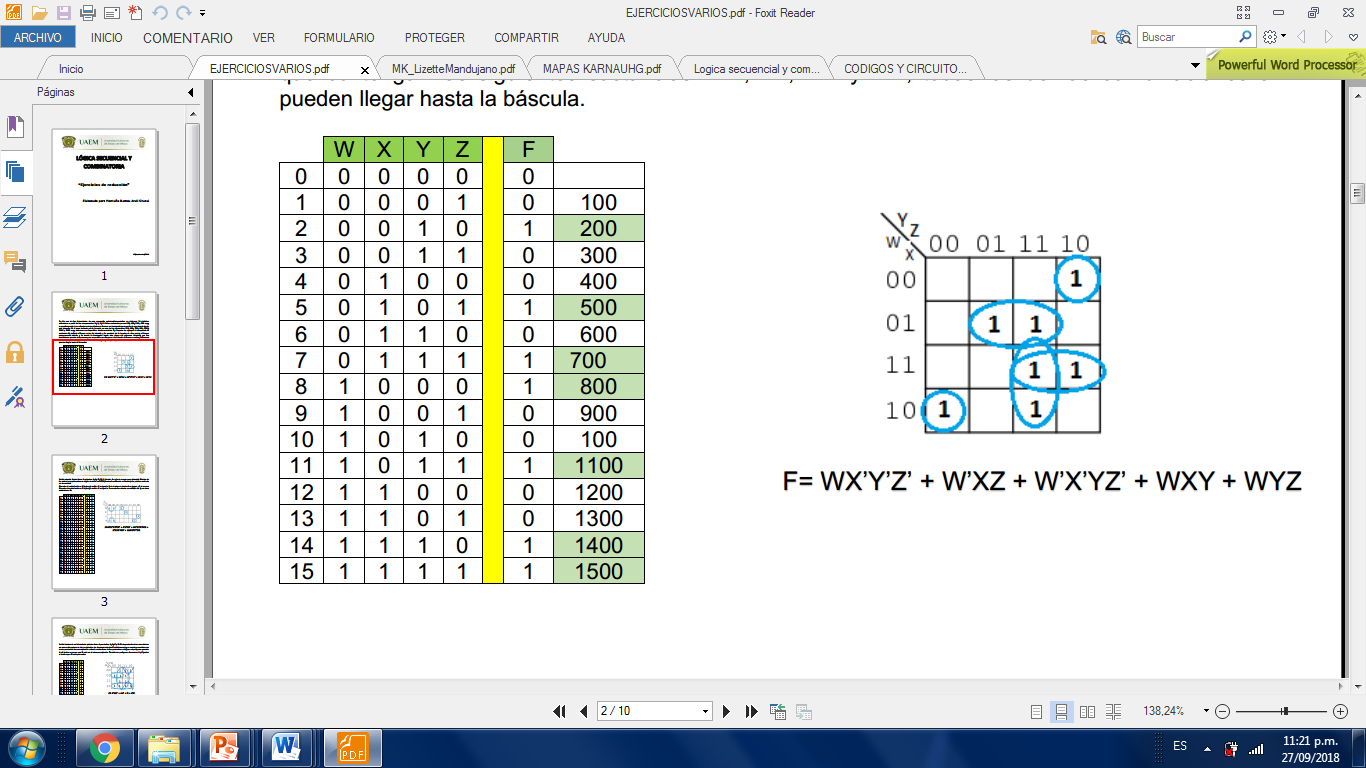 EJERCICIOSVARIOS.pdf - Foxit Reader
ARCHIVO INICIO COMENTARIO VER FORMULARIO PROTEGER COMPARTIR AYUDA
Buscar
Inicio EJERCICIOSVARIOS.pdf MK_LizetteMandujano.pdf MAPAS KARNAUHG.pdf Logica secuencial y com... CODIGOS Y CIRCUITO...
Powerful Word Processor
Páginas
UAEM
LÓGICA SECUENCIAL Y
COMBINATORIA
1
UAEM
2
3
UAEM
pueden llegar hasta la báscula.
W X Y Z F
0 0 0 0 0 0
1 0 0 0 1 0 100
2 0 0 1 0 1 200
3 0 0 1 1 0 300
4 0 1 0 0 0 400
5 0 1 0 1 1 500
6 0 1 1 0 0 600
7 0 1 1 1 1 700
8 1 0 0 0 1 800
9 1 0 0 1 0 900
10 1 0 1 0 0 100
11 1 0 1 1 1 1100
12 1 1 0 0 0 1200
13 1 1 0 1 0 1300
14 1 1 1 0 1 1400
15 1 1 1 1 1 1500
Y Z
W X
00 01 11 10
00 1
01 1 1
11 1 1
10 1 1
F= WX’Y’Z’ + W’XZ + W’X’YZ’ + WXY + WYZ
2 / 10
138,24%
PDF
ES
11:21 p.m.
27/09/2018